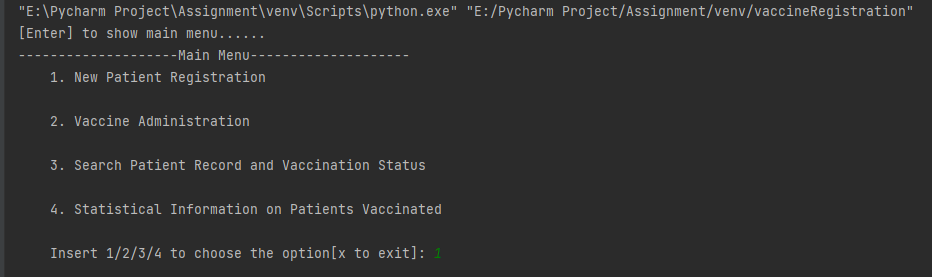 "E:\Pycharm Project\Assignment\venv\Scripts\python.exe" "E:/Pycharm Project/Assignment/venv/vaccineRegistration"
[Enter] to show main menu......
--------------------Main Menu--------------------
1. New Patient Registration
2. Vaccine Administration
3. Search Patient Record and Vaccination Status
4. Statistical Information on Patients Vaccinated
Insert 1/2/3/4 to choose the option[x to exit]: 1